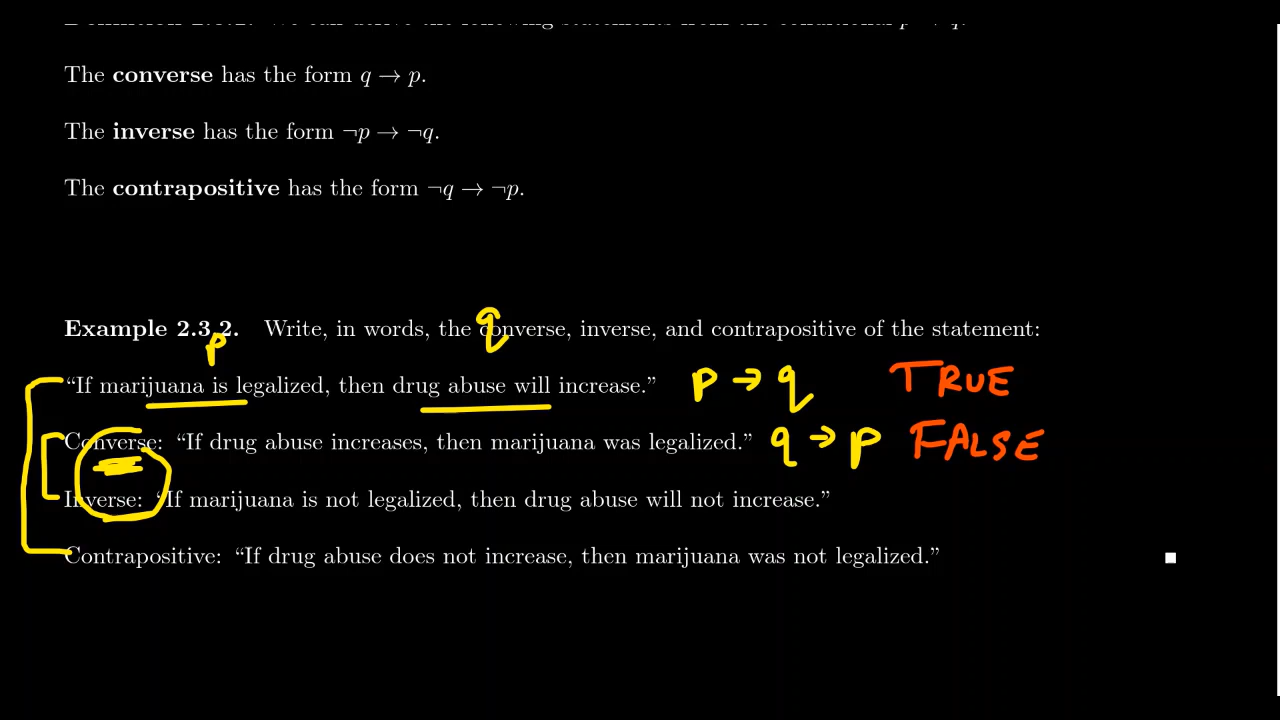 The converse has the form q → p.
The inverse has the form ¬p → ¬q.
The contrapositive has the form ¬q → ¬p.
Example 2.3.2. Write, in words, the converse, inverse, and contrapositive of the statement:
p q
“If marijuana is legalized, then drug abuse will increase.” p → q TRUE
Converse: “If drug abuse increases, then marijuana was legalized.” q → p FALSE
Inverse: “If marijuana is not legalized, then drug abuse will not increase.”
Contrapositive: “If drug abuse does not increase, then marijuana was not legalized.”